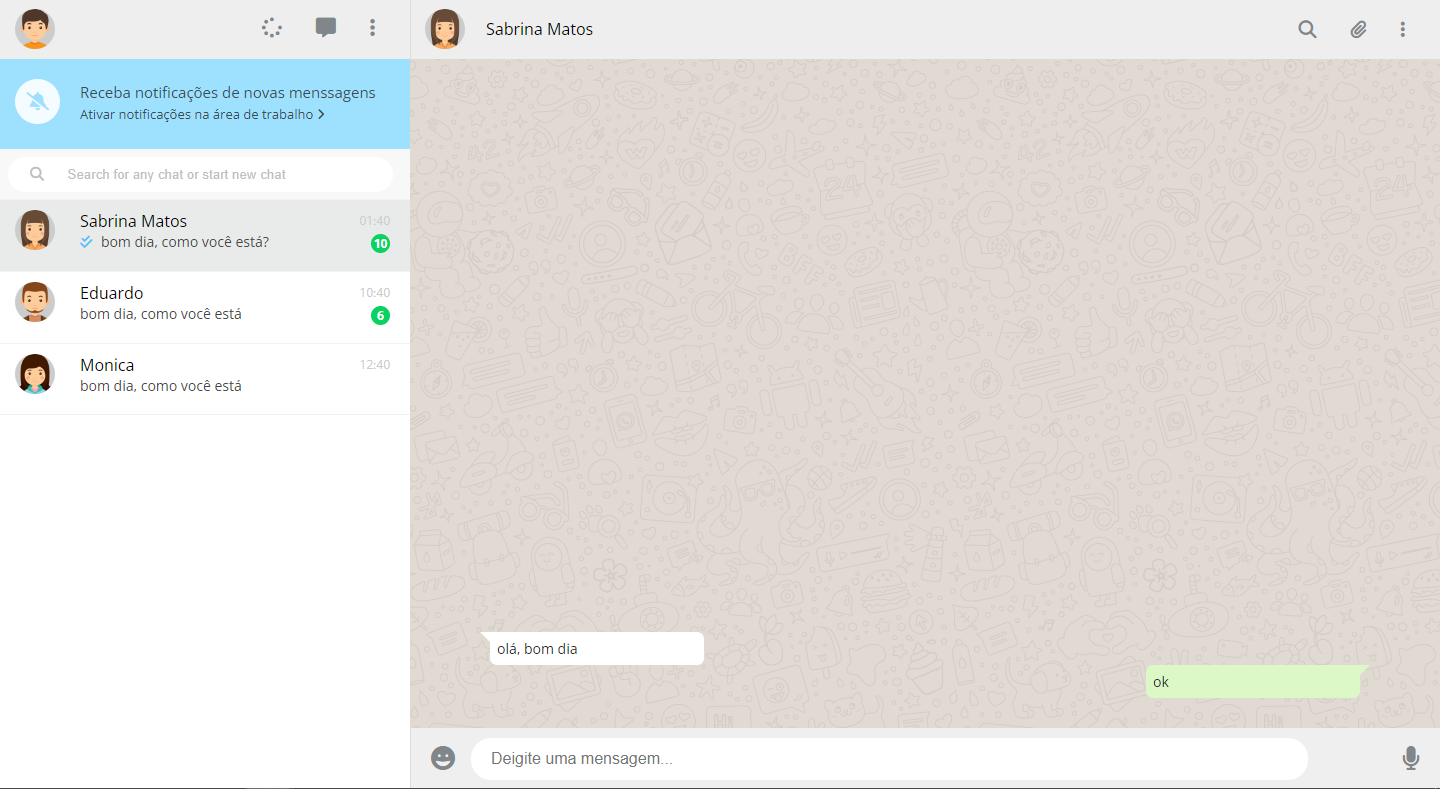 Sabrina Matos
Receba notificações de novas menssagens
Ativar notificações na área de trabalho
Search for any chat or start new chat
Sabrina Matos
01:40
bom dia, como você está?
10
Eduardo
10:40
bom dia, como você está
6
Monica
12:40
bom dia, como você está
olá, bom dia
ok
Deigite uma mensagem...